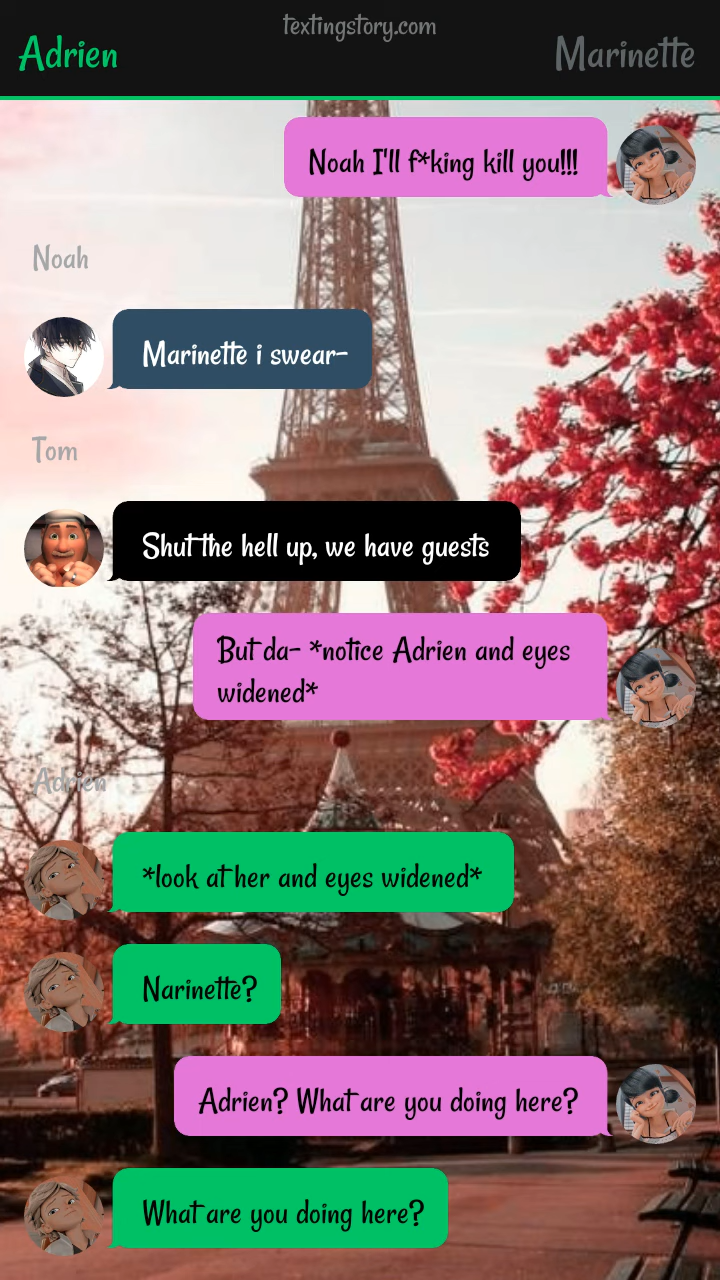 textingstory.com
Adrien
Marinette
Noah I'll f*king kill you!!!
Noah
Marinette i swear-
Tom
Shut the hell up, we have guests
But da- *notice Adrien and eyes
widened*
Adrien
*look at her and eyes widened*
Narinette?
Adrien? What are you doing here?
What are you doing here?